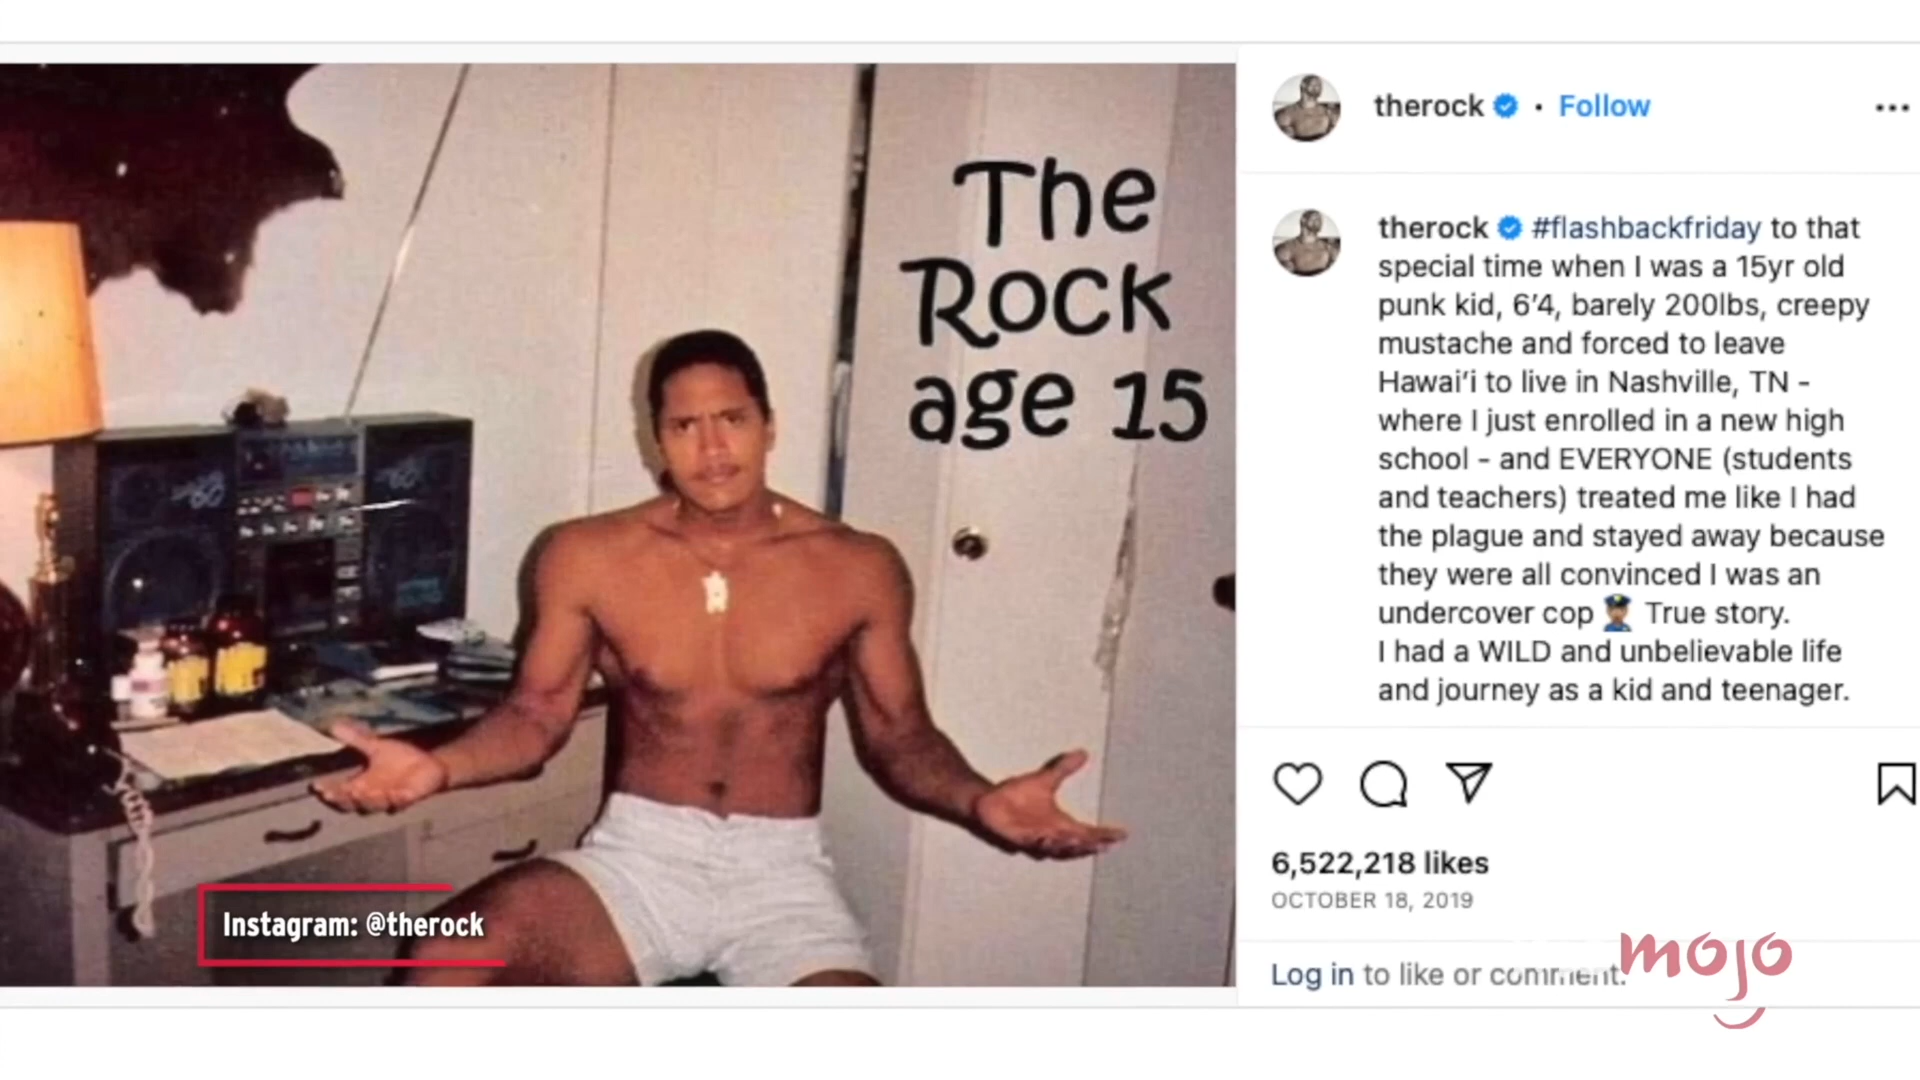 The
Rock
age 15
60
60
Instagram: @therock
therock • Follow
therock #flashbackfriday to that
special time when I was a 15yr old
punk kid, 6’4, barely 200lbs, creepy
mustache and forced to leave
Hawai’i to live in Nashville, TN -
where I just enrolled in a new high
school - and EVERYONE (students
and teachers) treated me like I had
the plague and stayed away because
they were all convinced I was an
undercover cop 👮🏽‍♂️ True story.
I had a WILD and unbelievable life
and journey as a kid and teenager.
6,522,218 likes
OCTOBER 18, 2019
Log in to like or comment.
mojo